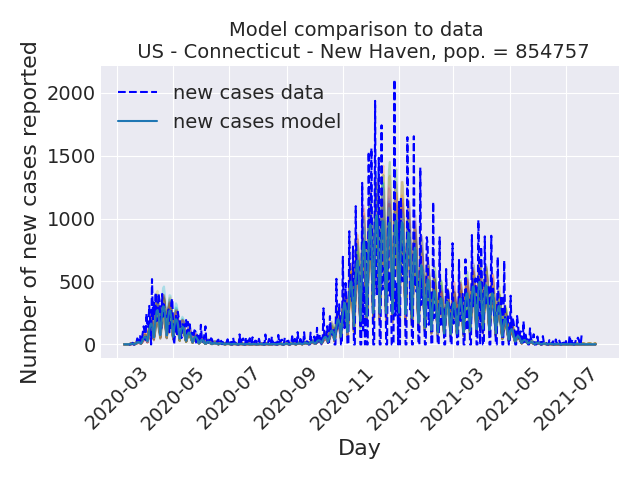 Model comparison to data
US - Connecticut - New Haven, pop. = 854757
Number of new cases reported
2000
1500
1000
500
0
new cases data
new cases model
2020-03
2020-05
2020-07
2020-09
2020-11
2021-01
2021-03
2021-05
2021-07
Day